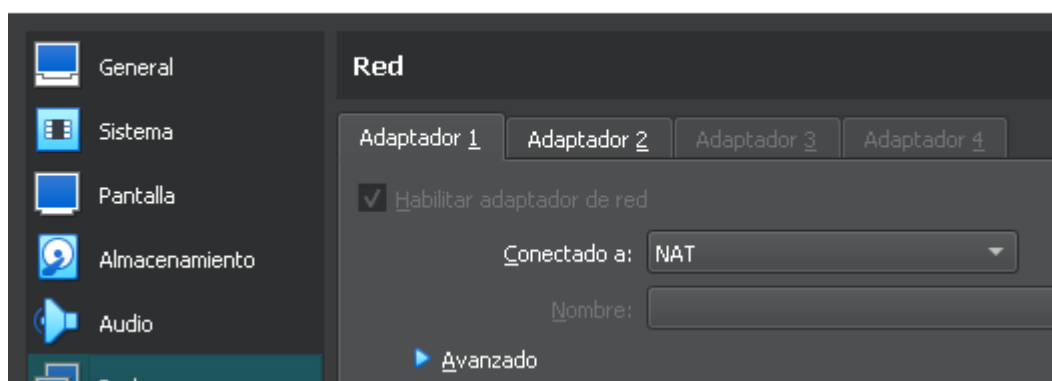 General
Sistema
Pantalla
Almacenamiento
Audio
Red
Adaptador 1 Adaptador 2 Adaptador 3 Adaptador 4
Habilitar adaptador de red
Conectado a: NAT
Nombre:
Avanzado